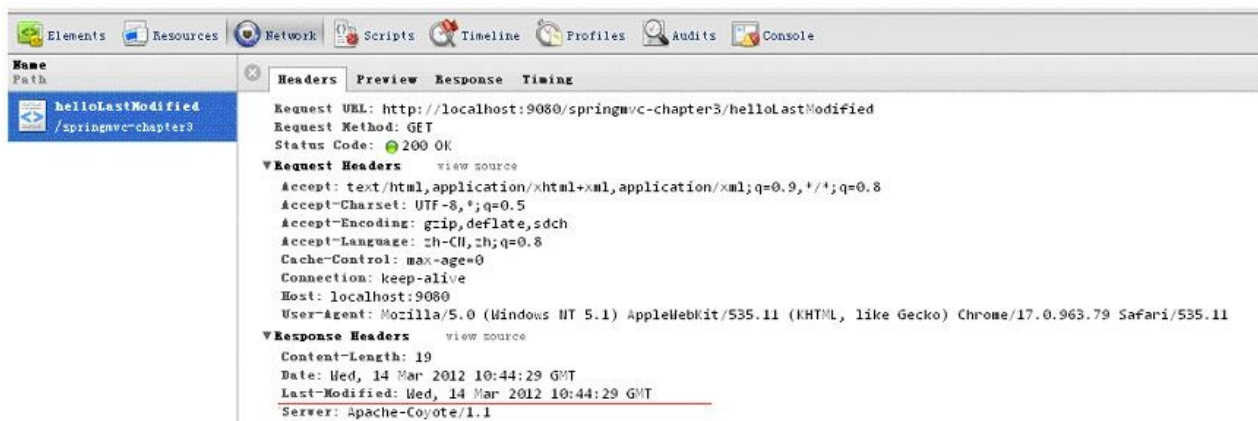 Elements Resources Network Scripts Timeline Profiles Audits Console
Name
Path
helloLastModified
/springmvc-chapter3
Headers Preview Response Timing
Request URL: http://localhost:9080/springmvc-chapter3/helloLastModified
Request Method: GET
Status Code: 200 OK
▼Request Headers view source
Accept: text/html,application/xhtml+xml,application/xml;q=0.9,*/*;q=0.8
Accept-Charset: UTF-8,*;q=0.5
Accept-Encoding: gzip,deflate,sdch
Accept-Language: zh-CN,zh;q=0.8
Cache-Control: max-age=0
Connection: keep-alive
Host: localhost:9080
User-Agent: Mozilla/5.0 (Windows NT 5.1) AppleWebKit/535.11 (KHTML, like Gecko) Chrome/17.0.963.79 Safari/535.11
▼Response Headers view source
Content-Length: 19
Date: Wed, 14 Mar 2012 10:44:29 GMT
Last-Modified: Wed, 14 Mar 2012 10:44:29 GMT
Server: Apache-Coyote/1.1